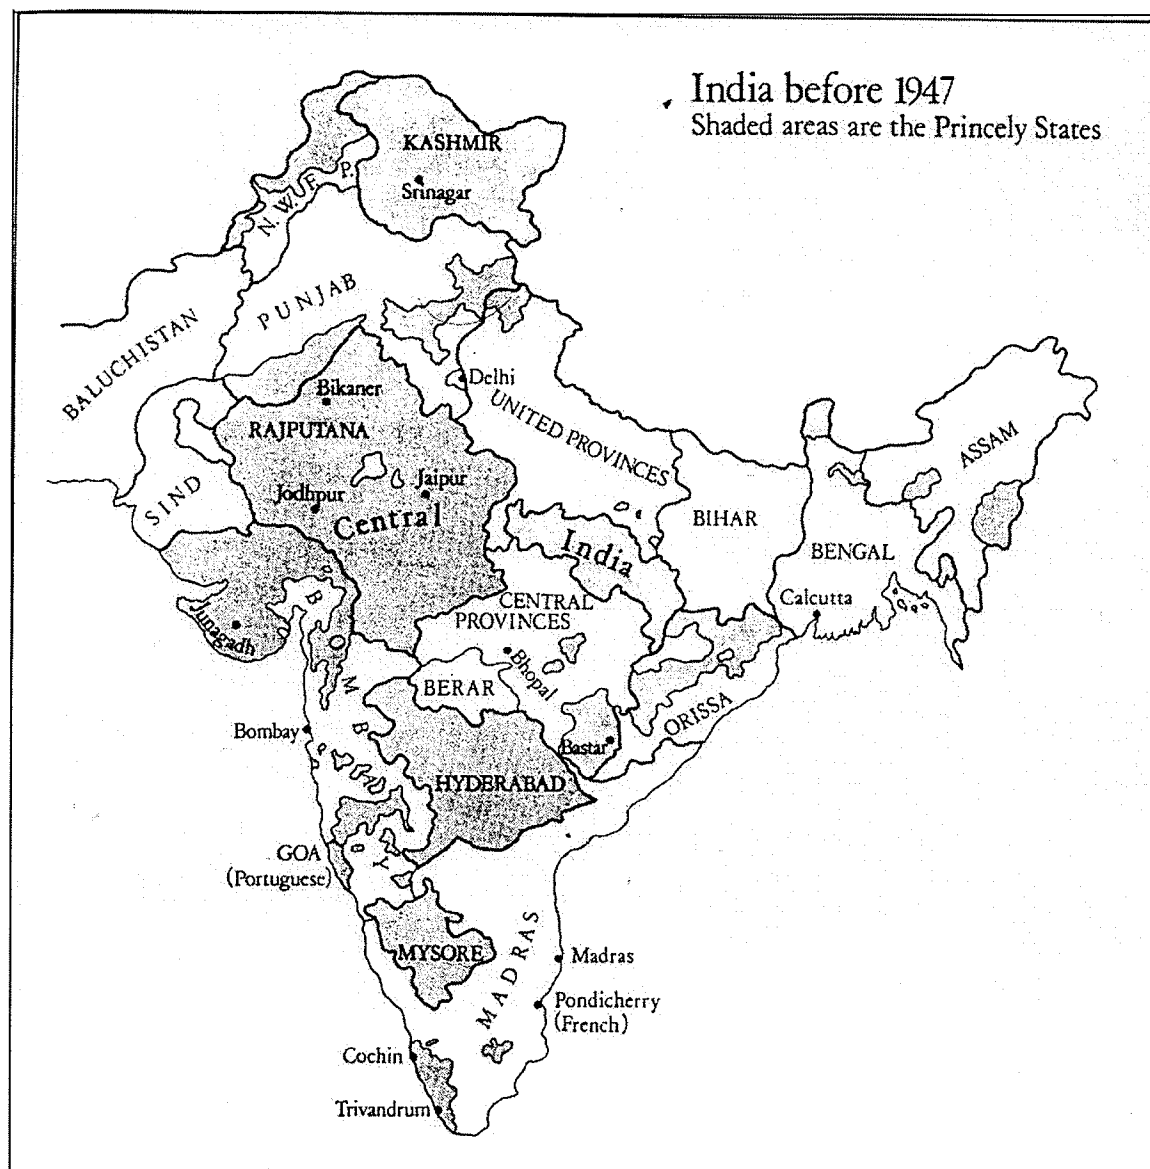 India before 1947
Shaded areas are the Princely States
KASHMIR
Srinagar
N.W.F.P.
PUNJAB
BALUCHISTAN
Delhi
Bikaner
RAJPUTANA
UNITED PROVINCES
ASSAM
SIND
Jodhpur
Jaipur
Central
India
BIHAR
BENGAL
Calcutta
CENTRAL
PROVINCES
Junagadh
Bhopal
BERAR
ORISSA
Bombay
BOMBAY
Bastar
HYDERABAD
GOA
(Portuguese)
MYSORE
MADRAS
Madras
Pondicherry
(French)
Cochin
Trivandrum